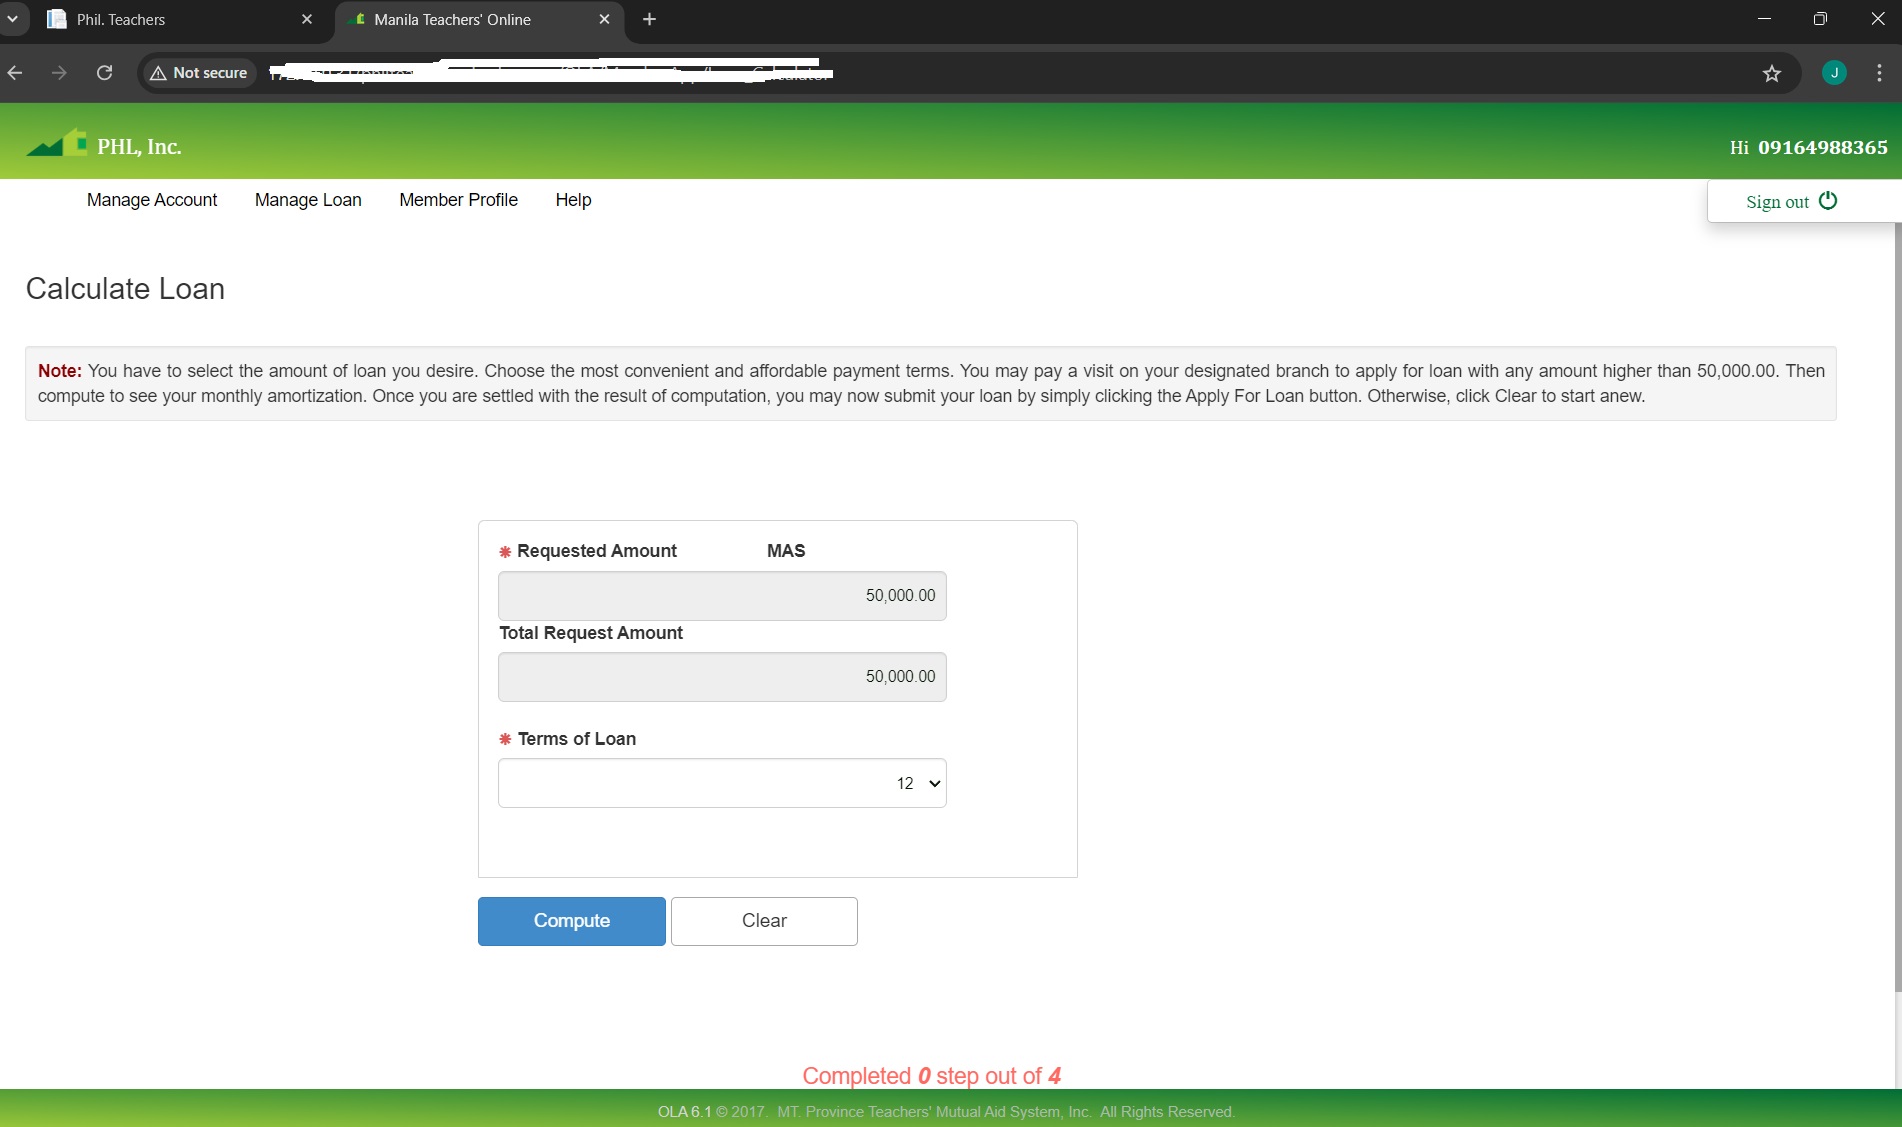 Phil. Teachers
Manila Teachers' Online
Not secure
J
PHL, Inc.
Hi 09164988365
Manage Account Manage Loan Member Profile Help
Sign out
Calculate Loan
Note: You have to select the amount of loan you desire. Choose the most convenient and affordable payment terms. You may pay a visit on your designated branch to apply for loan with any amount higher than 50,000.00. Then
compute to see your monthly amortization. Once you are settled with the result of computation, you may now submit your loan by simply clicking the Apply For Loan button. Otherwise, click Clear to start anew.
* Requested Amount MAS
50,000.00
Total Request Amount
50,000.00
* Terms of Loan
12
Compute Clear
Completed 0 step out of 4
OLA 6.1 © 2017. MT. Province Teachers' Mutual Aid System, Inc. All Rights Reserved.